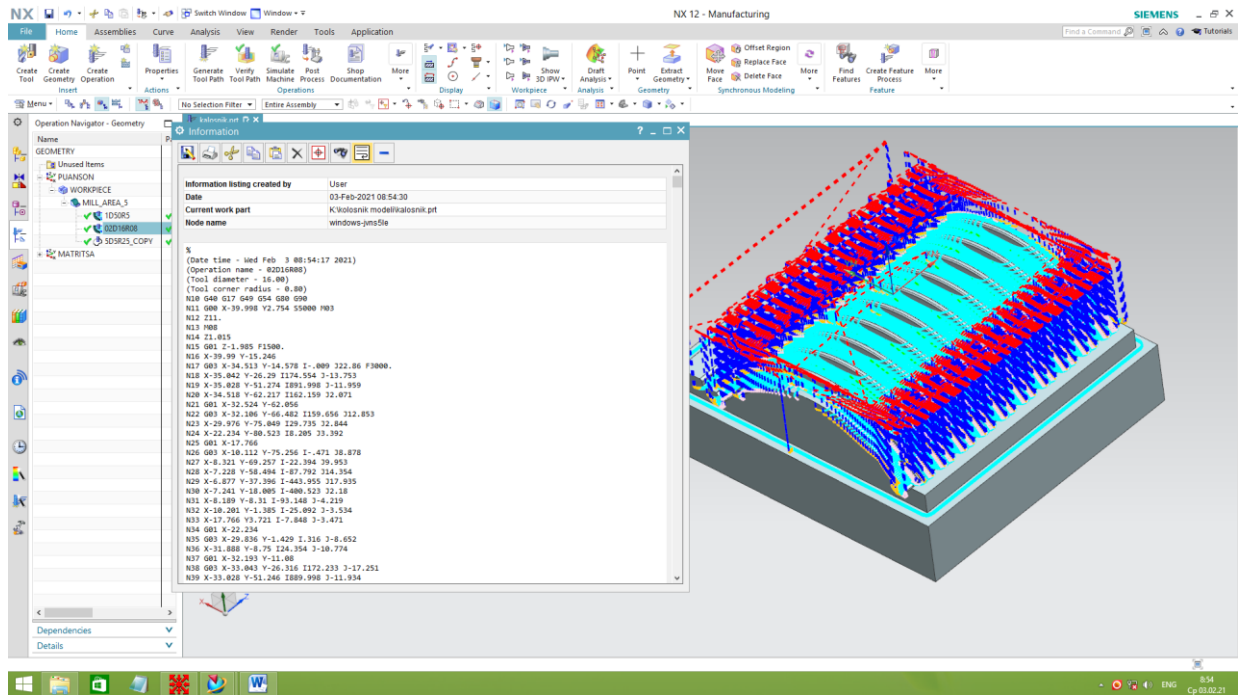 NX Switch Window Window NX 12 - Manufacturing SIEMENS
File Home Assemblies Curve Analysis View Render Tools Application Find a Command Tutorials
Create Tool Create Geometry Create Operation Properties Generate Tool Path Verify Tool Path Simulate Machine Post Process Shop Documentation More Show 3D IPW Draft Analysis Point Extract Geometry Move Face Offset Region Replace Face Delete Face More Find Features Create Feature Process More
Insert Actions Operations Display Workpiece Analysis Geometry Synchronous Modeling Feature
Menu No Selection Filter Entire Assembly
Operation Navigator - Geometry kalosnik.prt
Name
GEOMETRY
Unused Items
PUANSON
WORKPIECE
MILL_AREA_5
1D50R5
02D16R08
5D5R25_COPY
MATRITSA
Dependencies
Details
Information
Information listing created by User
Date 03-Feb-2021 08:54:30
Current work part K:\kolosnik modeli\kalosnik.prt
Node name windows-jvns5le
%
(Date time - Wed Feb 3 08:54:17 2021)
(Operation name - 02D16R08)
(Tool diameter - 16.00)
(Tool corner radius - 0.80)
N10 G40 G17 G49 G54 G80 G90
N11 G00 X-39.998 Y2.754 S5000 M03
N12 Z11.
N13 M08
N14 Z1.015
N15 G01 Z-1.985 F1500.
N16 X-39.99 Y-15.246
N17 G03 X-34.513 Y-14.578 I-.009 J22.86 F3000.
N18 X-35.042 Y-26.29 I174.554 J-13.753
N19 X-35.028 Y-51.274 I891.998 J-11.959
N20 X-34.518 Y-62.217 I162.159 J2.071
N21 G01 X-32.524 Y-62.056
N22 G03 X-32.106 Y-66.482 I159.656 J12.853
N23 X-29.976 Y-75.049 I29.735 J2.844
N24 X-22.234 Y-80.523 I8.205 J3.392
N25 G01 X-17.766
N26 G03 X-10.112 Y-75.256 I-.471 J8.878
N27 X-8.321 Y-69.257 I-22.394 J9.953
N28 X-7.228 Y-58.494 I-87.792 J14.354
N29 X-6.877 Y-37.396 I-443.955 J17.935
N30 X-7.241 Y-18.005 I-400.523 J2.18
N31 X-8.189 Y-8.31 I-93.148 J-4.219
N32 X-10.201 Y-1.385 I-25.092 J-3.534
N33 X-17.766 Y3.721 I-7.848 J-3.471
N34 G01 X-22.234
N35 G03 X-29.836 Y-1.429 I.316 J-8.652
N36 X-31.888 Y-8.75 I24.354 J-10.774
N37 G01 X-32.193 Y-11.08
N38 G03 X-33.043 Y-26.316 I172.233 J-17.251
N39 X-33.028 Y-51.246 I889.998 J-11.934
ENG 8:54
Ср 03.02.21